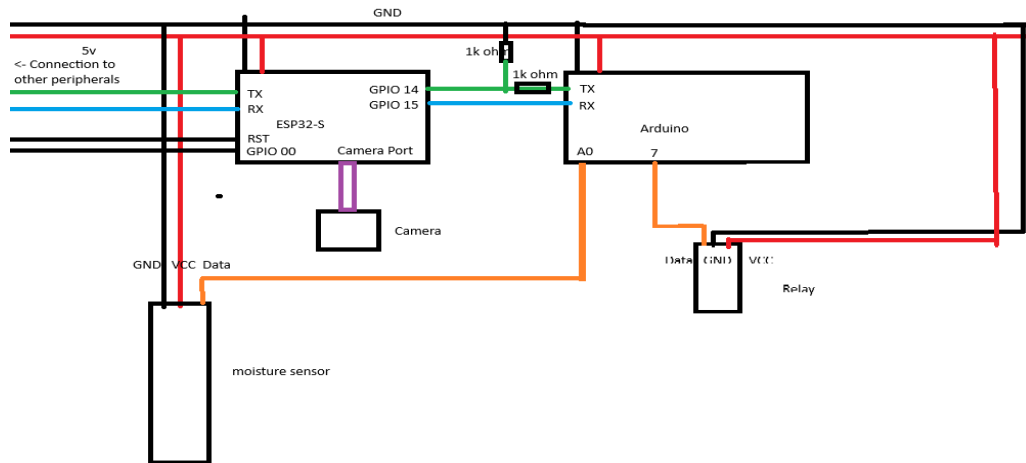 GND
5v
<- Connection to
other peripherals
1k ohm
1k ohm
TX
RX
ESP32-S
RST
GPIO 00
GPIO 14
GPIO 15
Camera Port
TX
RX
Arduino
A0
7
Camera
GND VCC Data
Data GND VCC
Relay
moisture sensor